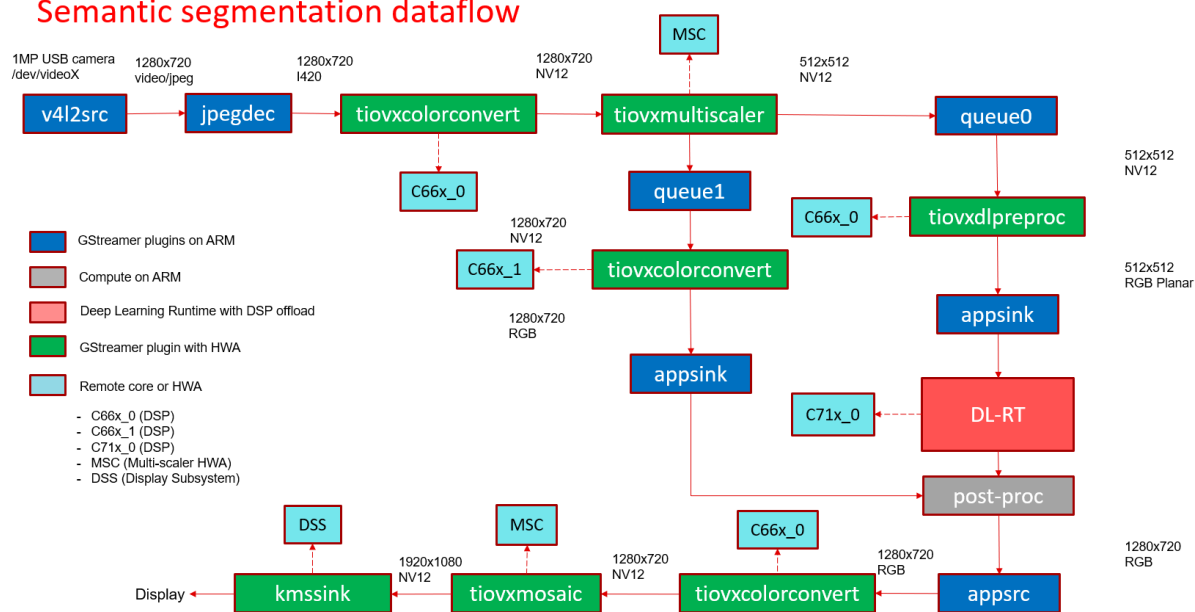 Semantic segmentation dataflow
1MP USB camera
/dev/videoX
1280x720
video/jpeg
1280x720
I420
1280x720
NV12
MSC
512x512
NV12
v4l2src
jpegdec
tiovxcolorconvert
tiovxmultiscaler
queue0
C66x_0
queue1
512x512
NV12
C66x_0
tiovxdlpreproc
1280x720
NV12
C66x_1
tiovxcolorconvert
512x512
RGB Planar
1280x720
RGB
appsink
appsink
GStreamer plugins on ARM
Compute on ARM
Deep Learning Runtime with DSP offload
GStreamer plugin with HWA
Remote core or HWA
- C66x_0 (DSP)
- C66x_1 (DSP)
- C71x_0 (DSP)
- MSC (Multi-scaler HWA)
- DSS (Display Subsystem)
C71x_0
DL-RT
post-proc
DSS
MSC
C66x_0
1920x1080
NV12
1280x720
NV12
1280x720
RGB
1280x720
RGB
Display
kmssink
tiovxmosaic
tiovxcolorconvert
appsrc